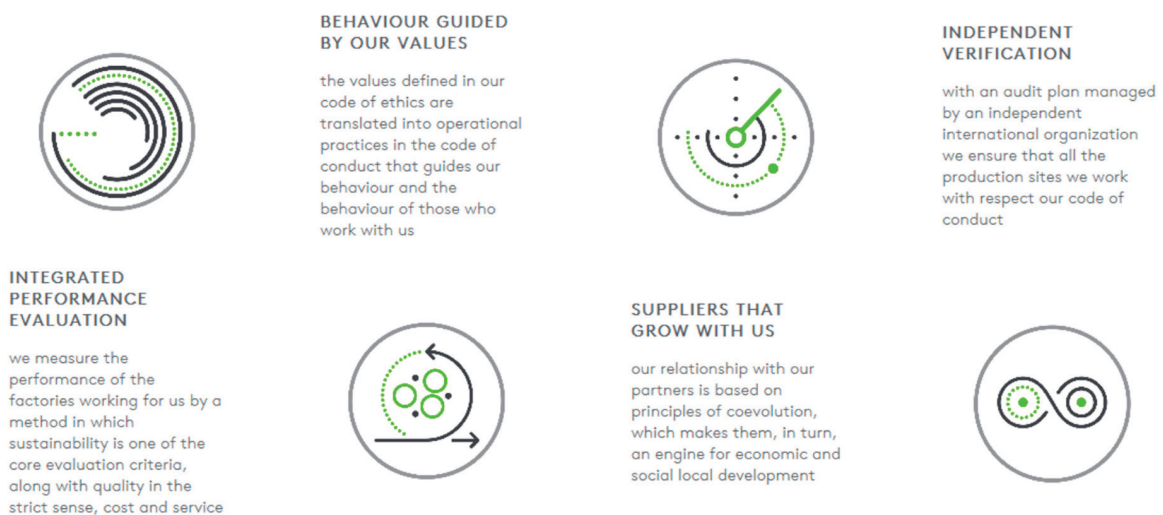 BEHAVIOUR GUIDED
BY OUR VALUES
the values defined in our
code of ethics are
translated into operational
practices in the code of
conduct that guides our
behaviour and the
behaviour of those who
work with us
INDEPENDENT
VERIFICATION
with an audit plan managed
by an independent
international organization
we ensure that all the
production sites we work
with respect our code of
conduct
INTEGRATED
PERFORMANCE
EVALUATION
we measure the
performance of the
factories working for us by a
method in which
sustainability is one of the
core evaluation criteria,
along with quality in the
strict sense, cost and service
SUPPLIERS THAT
GROW WITH US
our relationship with our
partners is based on
principles of coevolution,
which makes them, in turn,
an engine for economic and
social local development